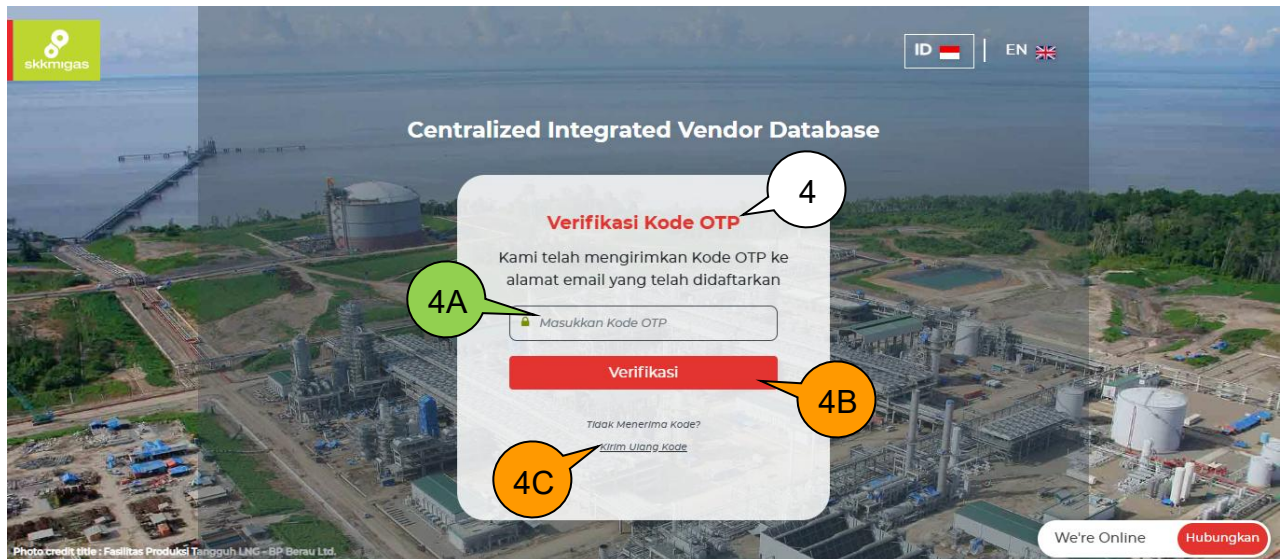 skkmigas
ID | EN
Centralized Integrated Vendor Database
4
Verifikasi Kode OTP
Kami telah mengirimkan Kode OTP ke
alamat email yang telah didaftarkan
4A
Masukkan Kode OTP
Verifikasi
4B
Tidak Menerima Kode?
Kirim Ulang Kode
4C
We're Online Hubungkan
Photo credit title : Fasilitas Produksi Tangguh LNG - BP Berau Ltd.